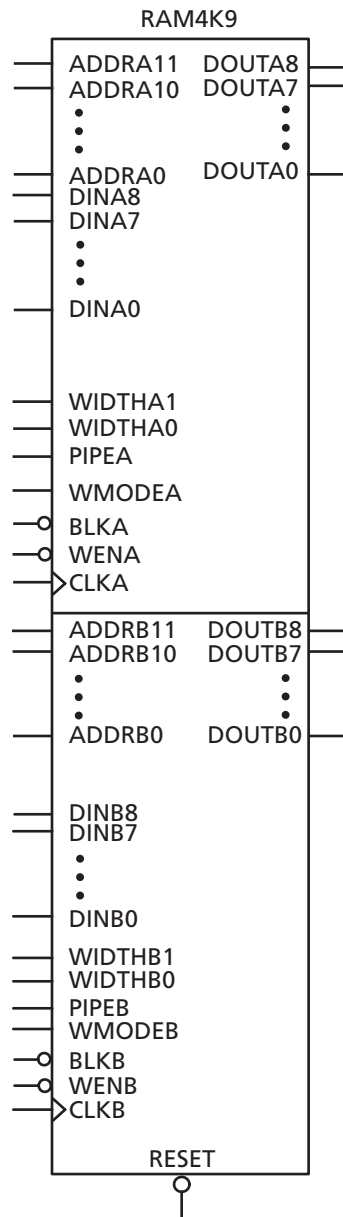 RAM4K9
ADDRA11 DOUTA8
ADDRA10 DOUTA7
ADDRA0 DOUTA0
DINA8
DINA7
DINA0
WIDTHA1
WIDTHA0
PIPEA
WMODEA
BLKA
WENA
CLKA
ADDRB11 DOUTB8
ADDRB10 DOUTB7
ADDRB0 DOUTB0
DINB8
DINB7
DINB0
WIDTHB1
WIDTHB0
PIPEB
WMODEB
BLKB
WENB
CLKB
RESET